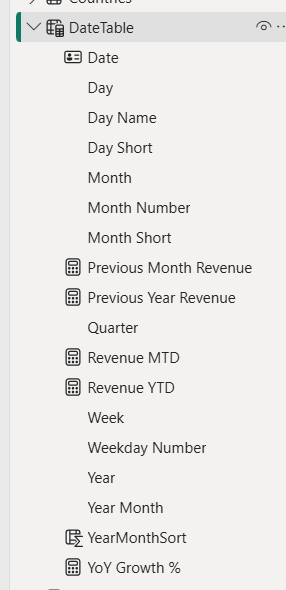 Countries
DateTable
Date
Day
Day Name
Day Short
Month
Month Number
Month Short
Previous Month Revenue
Previous Year Revenue
Quarter
Revenue MTD
Revenue YTD
Week
Weekday Number
Year
Year Month
YearMonthSort
YoY Growth %